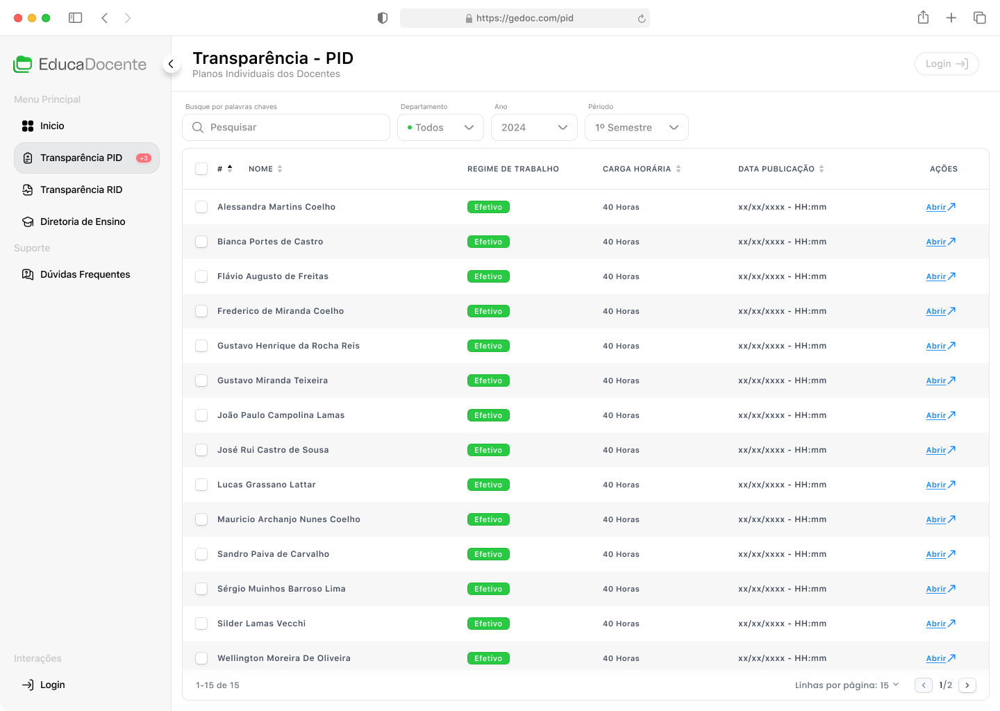 https://gedoc.com/pid
EducaDocente
Transparência - PID
Planos Individuais dos Docentes
Login
Menu Principal
Inicio
Transparência PID +3
Transparência RID
Diretoria de Ensino
Suporte
Dúvidas Frequentes
Interações
Login
Busque por palavras chaves Departamento Ano Périodo
Pesquisar Todos 2024 1º Semestre
# NOME REGIME DE TRABALHO CARGA HORÁRIA DATA PUBLICAÇÃO AÇÕES
Alessandra Martins Coelho Efetivo 40 Horas xx/xx/xxxx - HH:mm Abrir
Bianca Portes de Castro Efetivo 40 Horas xx/xx/xxxx - HH:mm Abrir
Flávio Augusto de Freitas Efetivo 40 Horas xx/xx/xxxx - HH:mm Abrir
Frederico de Miranda Coelho Efetivo 40 Horas xx/xx/xxxx - HH:mm Abrir
Gustavo Henrique da Rocha Reis Efetivo 40 Horas xx/xx/xxxx - HH:mm Abrir
Gustavo Miranda Teixeira Efetivo 40 Horas xx/xx/xxxx - HH:mm Abrir
João Paulo Campolina Lamas Efetivo 40 Horas xx/xx/xxxx - HH:mm Abrir
José Rui Castro de Sousa Efetivo 40 Horas xx/xx/xxxx - HH:mm Abrir
Lucas Grassano Lattar Efetivo 40 Horas xx/xx/xxxx - HH:mm Abrir
Mauricio Archanjo Nunes Coelho Efetivo 40 Horas xx/xx/xxxx - HH:mm Abrir
Sandro Paiva de Carvalho Efetivo 40 Horas xx/xx/xxxx - HH:mm Abrir
Sérgio Muinhos Barroso Lima Efetivo 40 Horas xx/xx/xxxx - HH:mm Abrir
Silder Lamas Vecchi Efetivo 40 Horas xx/xx/xxxx - HH:mm Abrir
Wellington Moreira De Oliveira Efetivo 40 Horas xx/xx/xxxx - HH:mm Abrir
1-15 de 15 Linhas por página: 15 1/2